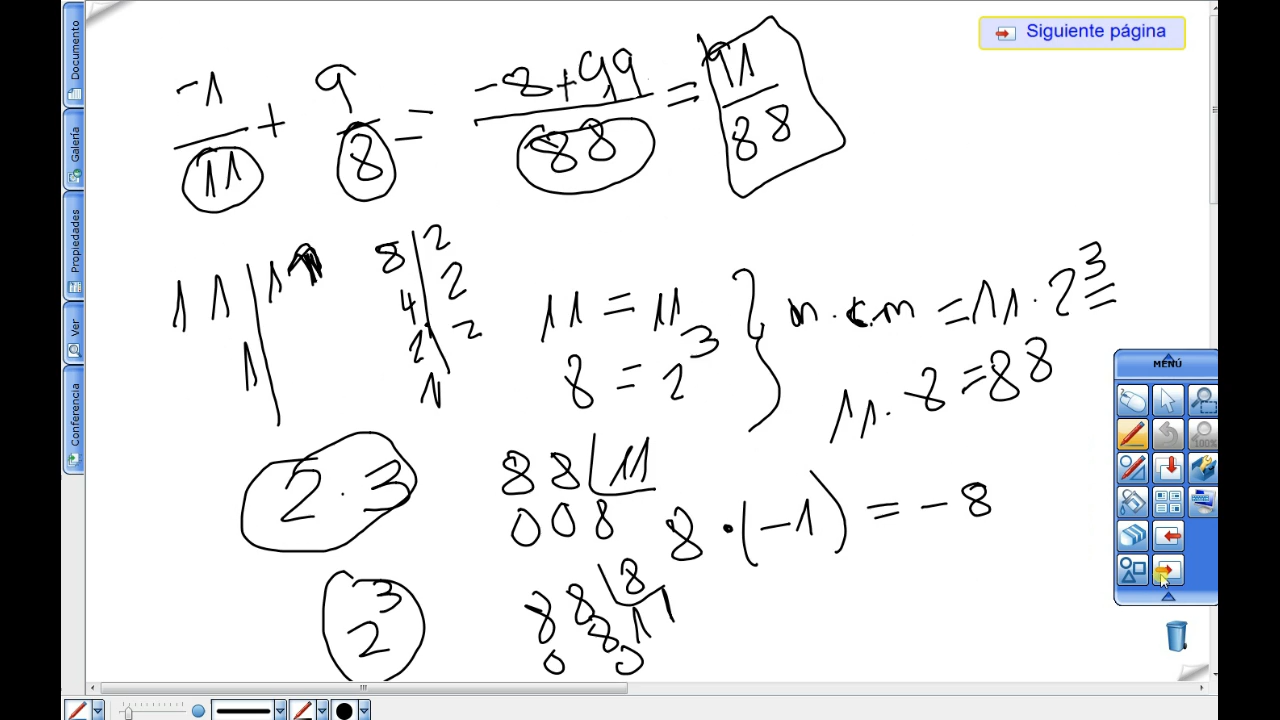 Siguiente página
Documento
Galería
Propiedades
Ver
Conferencia
-1/11 + 9/8 = (-8+99)/88 = 91/88
11 | 1
1
8 | 2
4 | 2
2 | 2
1
11 = 11
8 = 2³
} m.c.m = 11 · 2³ =
11 · 8 = 88
2 · 3
2³
88 | 11
008
8 · (-1) = -8
88 | 8
08 11
0
MENÚ
100%